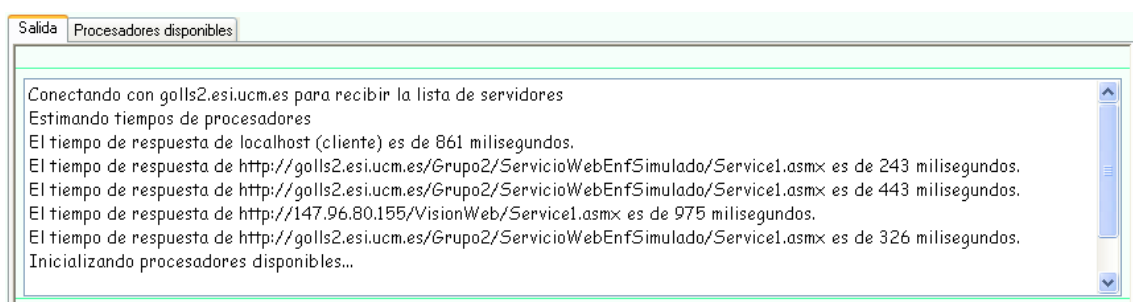 Salida Procesadores disponibles
Conectando con golls2.esi.ucm.es para recibir la lista de servidores
Estimando tiempos de procesadores
El tiempo de respuesta de localhost (cliente) es de 861 milisegundos.
El tiempo de respuesta de http://golls2.esi.ucm.es/Grupo2/ServicioWebEnfSimulado/Service1.asmx es de 243 milisegundos.
El tiempo de respuesta de http://golls2.esi.ucm.es/Grupo2/ServicioWebEnfSimulado/Service1.asmx es de 443 milisegundos.
El tiempo de respuesta de http://147.96.80.155/VisionWeb/Service1.asmx es de 975 milisegundos.
El tiempo de respuesta de http://golls2.esi.ucm.es/Grupo2/ServicioWebEnfSimulado/Service1.asmx es de 326 milisegundos.
Inicializando procesadores disponibles...